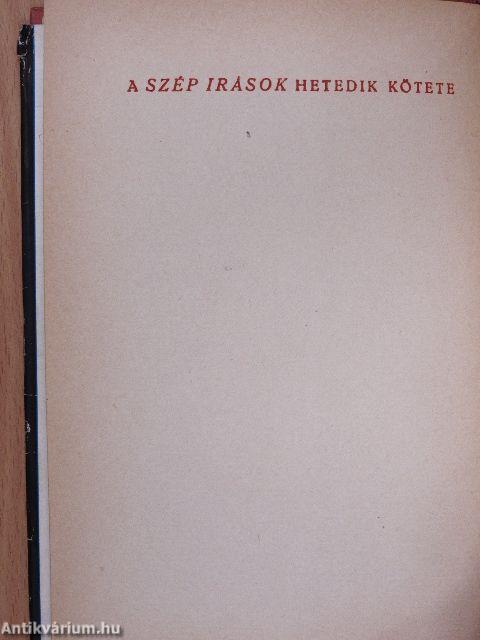 A SZÉP IRÁSOK HETEDIK KÖTETE
Antikvárium.hu